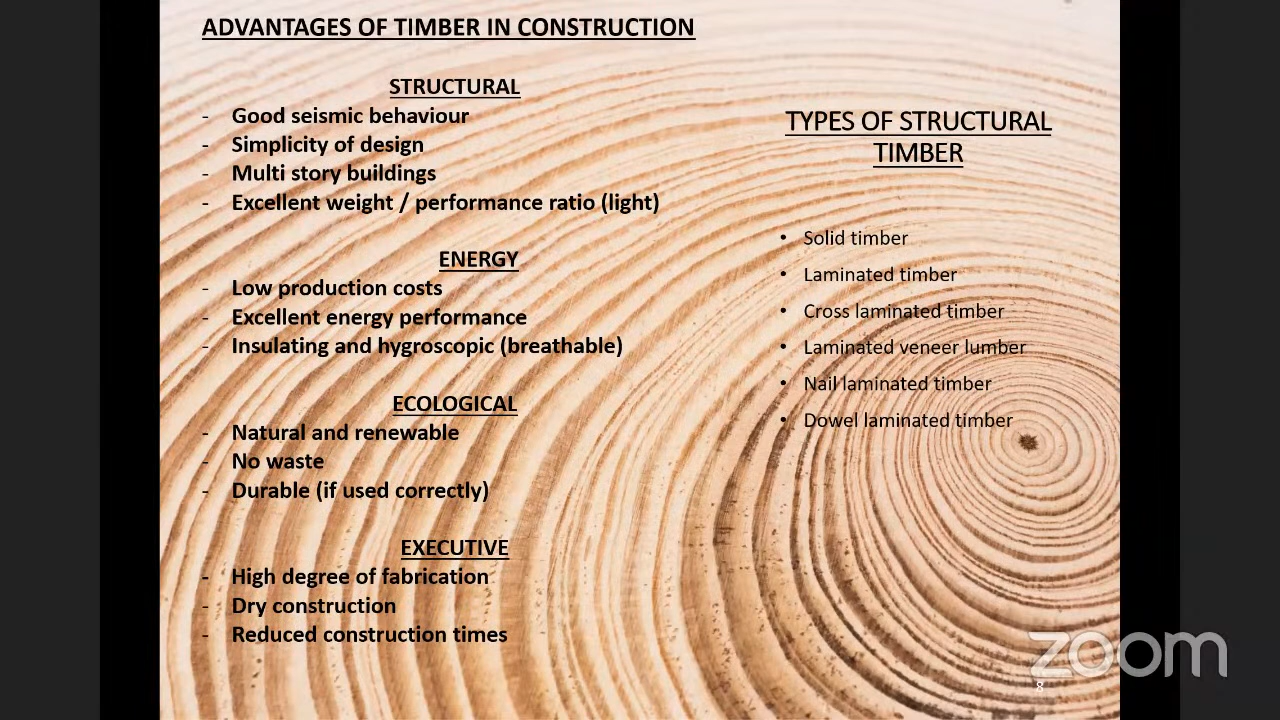 ADVANTAGES OF TIMBER IN CONSTRUCTION
STRUCTURAL
- Good seismic behaviour
- Simplicity of design
- Multi story buildings
- Excellent weight / performance ratio (light)
ENERGY
- Low production costs
- Excellent energy performance
- Insulating and hygroscopic (breathable)
ECOLOGICAL
- Natural and renewable
- No waste
- Durable (if used correctly)
EXECUTIVE
- High degree of fabrication
- Dry construction
- Reduced construction times
TYPES OF STRUCTURAL
TIMBER
• Solid timber
• Laminated timber
• Cross laminated timber
• Laminated veneer lumber
• Nail laminated timber
• Dowel laminated timber
zoom
8